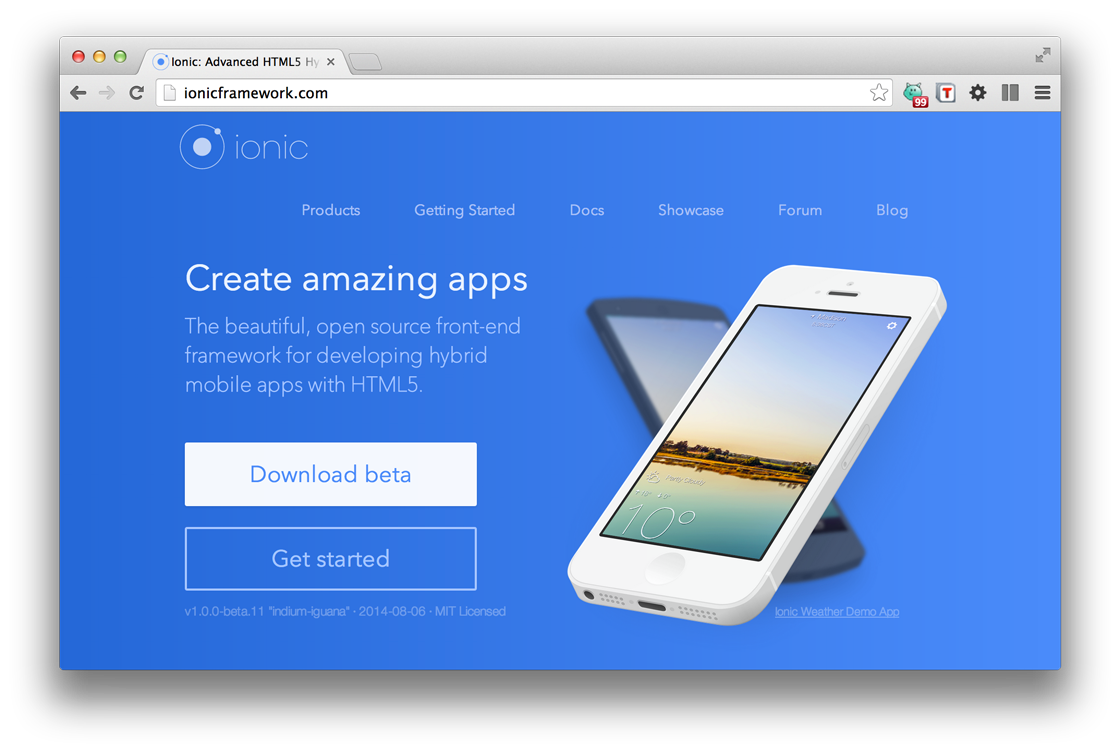 Ionic: Advanced HTML5 Hy
ionicframework.com
99
T
ionic
Products Getting Started Docs Showcase Forum Blog
Create amazing apps
The beautiful, open source front-end
framework for developing hybrid
mobile apps with HTML5.
Download beta
Get started
v1.0.0-beta.11 "indium-iguana" · 2014-08-06 · MIT Licensed
Partly Cloudy
10°
Ionic Weather Demo App